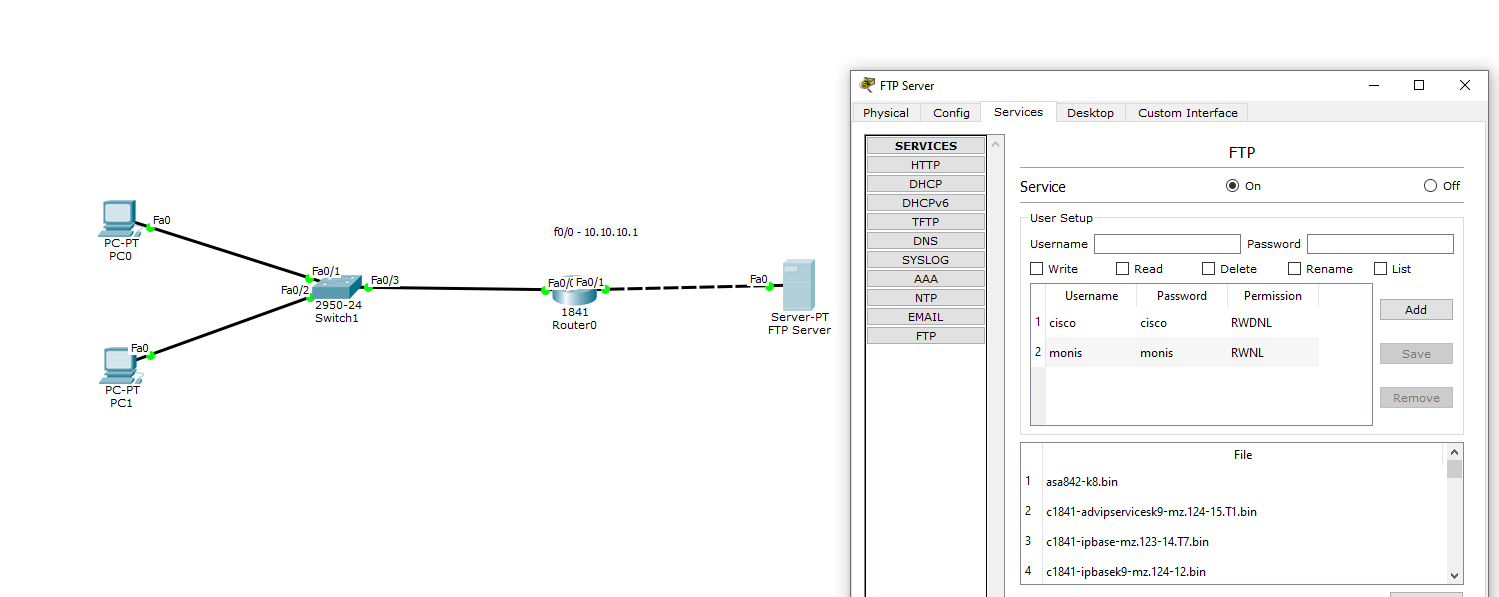 Fa0
PC-PT
PC0
Fa0/1
Fa0/2
Fa0/3
2950-24
Switch1
Fa0
PC-PT
PC1
f0/0 - 10.10.10.1
Fa0/1
1841
Router0
Fa0
Server-PT
FTP Server
FTP Server
Physical Config Services Desktop Custom Interface
SERVICES
HTTP
DHCP
DHCPv6
TFTP
DNS
SYSLOG
AAA
NTP
EMAIL
FTP
FTP
Service On Off
User Setup
Username Password
Write Read Delete Rename List
Username Password Permission
1 cisco cisco RWDNL
2 monis monis RWNL
Add
Save
Remove
File
1 asa842-k8.bin
2 c1841-advipservicesk9-mz.124-15.T1.bin
3 c1841-ipbase-mz.123-14.T7.bin
4 c1841-ipbasek9-mz.124-12.bin